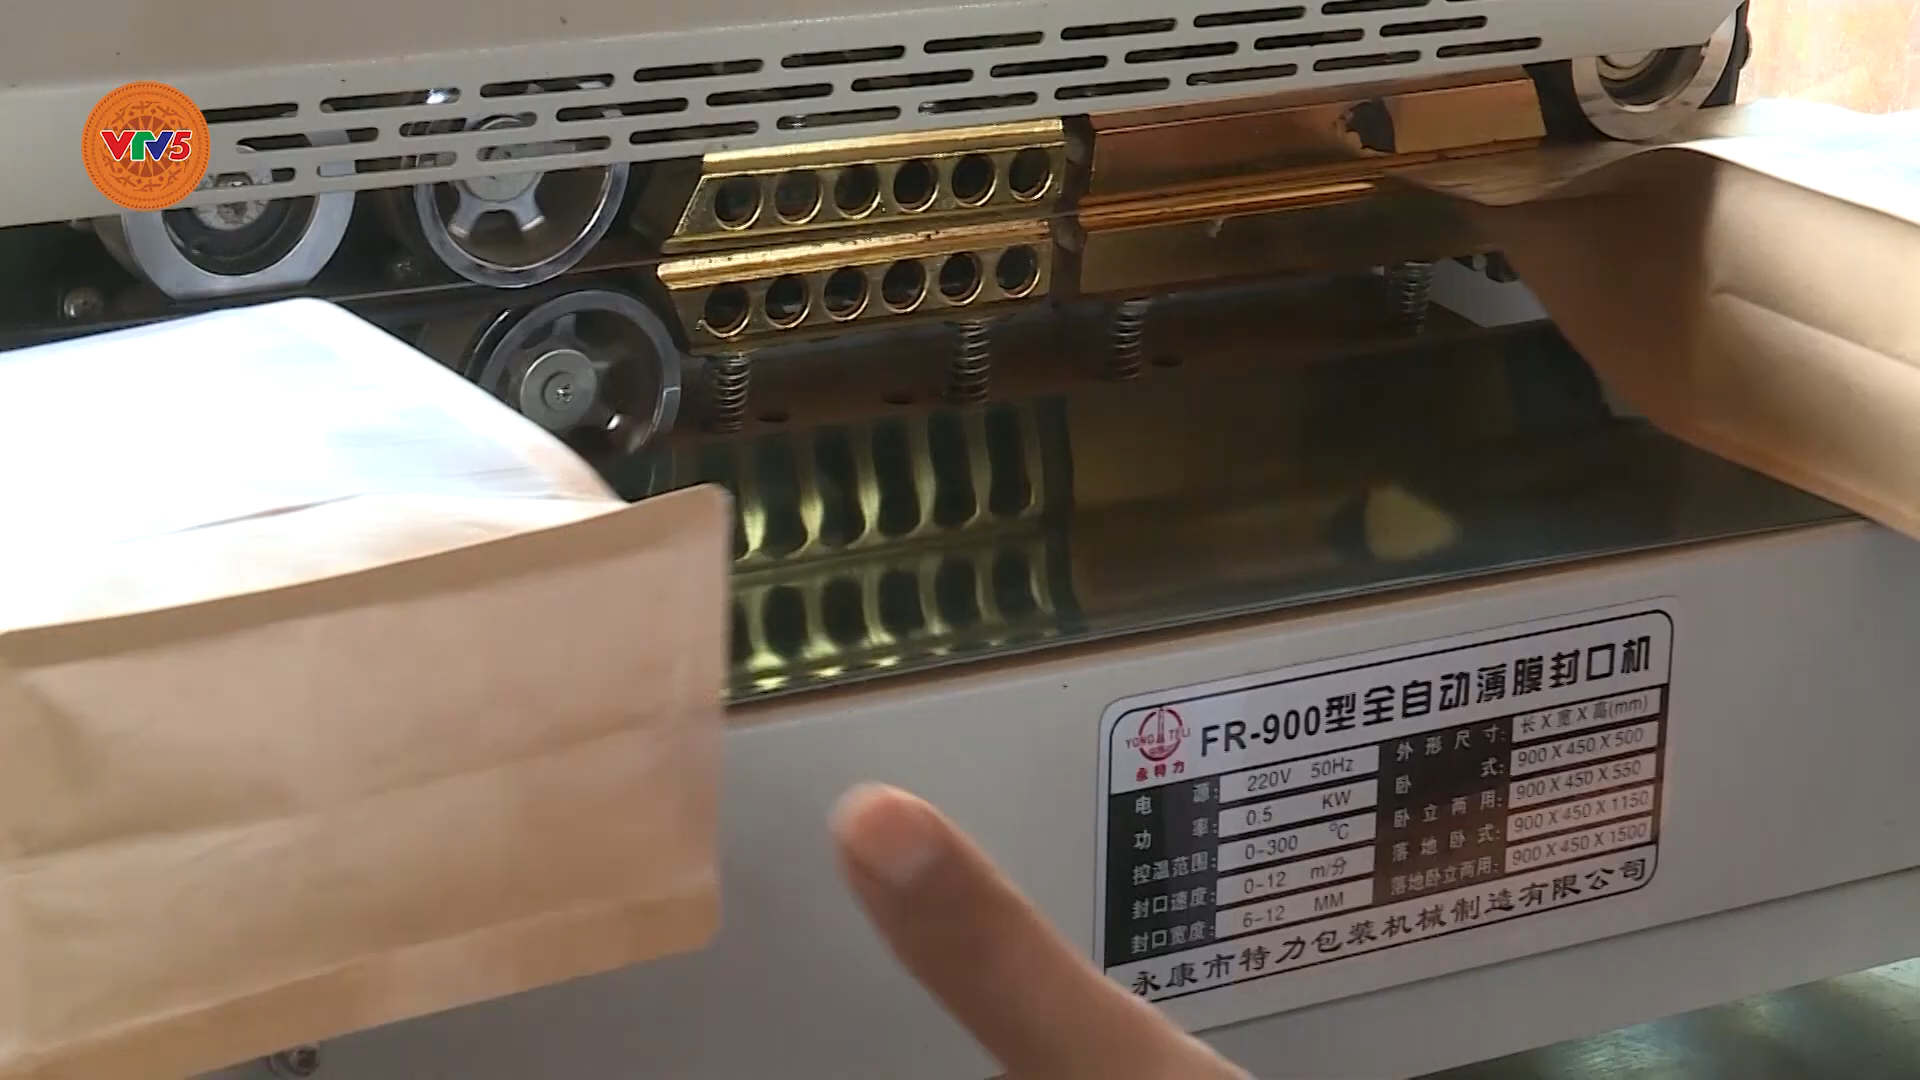 VTV5
FR-900型全自动薄膜封口机
YONG TE LI
永特力
电 源: 220V 50Hz
功 率: 0.5 KW
控温范围: 0-300 ℃
封口速度: 0-12 m/分
封口宽度: 6-12 MM
外形尺寸: 长X宽X高(mm)
卧 式: 900X450X500
卧立两用: 900X450X550
落地卧式: 900X450X1150
落地卧立两用: 900X450X1500
永康市特力包装机械制造有限公司